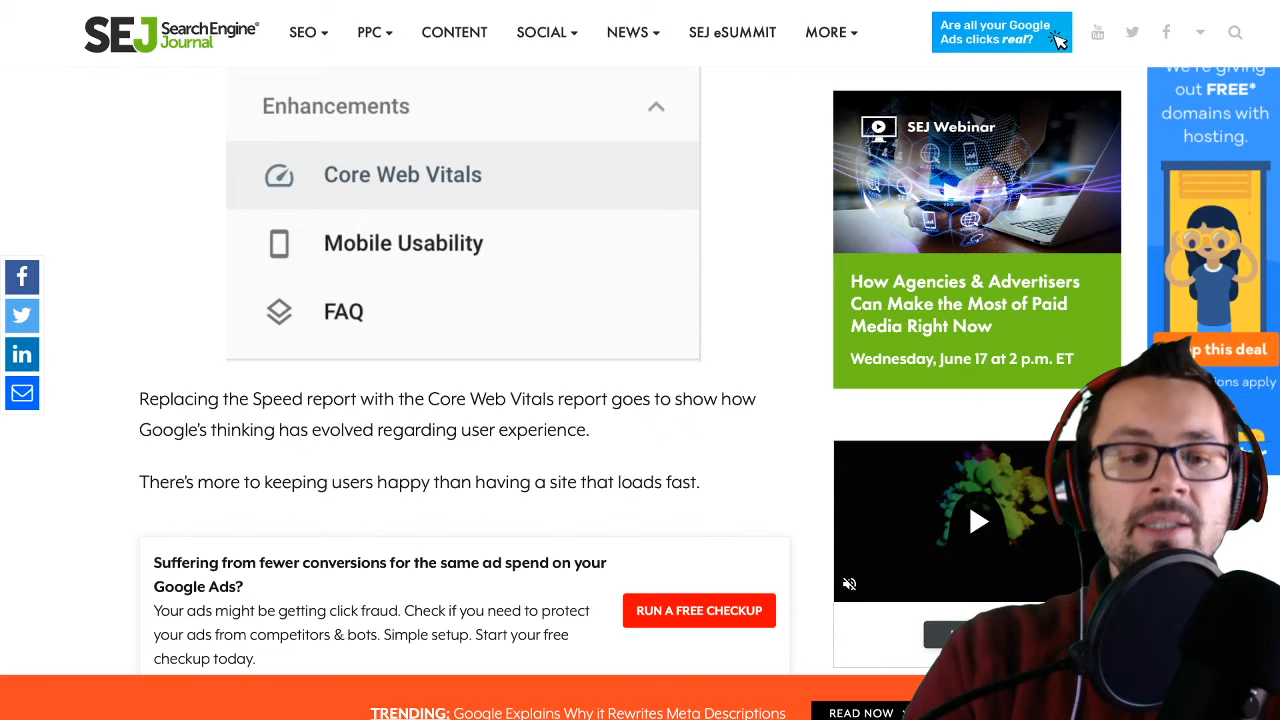 SEJ Search Engine®
Journal
SEO PPC CONTENT SOCIAL NEWS SEJ eSUMMIT MORE
Are all your Google
Ads clicks real?
Enhancements
Core Web Vitals
Mobile Usability
FAQ
Replacing the Speed report with the Core Web Vitals report goes to show how
Google's thinking has evolved regarding user experience.
There's more to keeping users happy than having a site that loads fast.
Suffering from fewer conversions for the same ad spend on your
Google Ads?
Your ads might be getting click fraud. Check if you need to protect
your ads from competitors & bots. Simple setup. Start your free
checkup today.
RUN A FREE CHECKUP
SEJ Webinar
How Agencies & Advertisers
Can Make the Most of Paid
Media Right Now
Wednesday, June 17 at 2 p.m. ET
We're giving
out FREE*
domains with
hosting.
this deal
apply
TRENDING: Google Explains Why it Rewrites Meta Descriptions
READ NOW